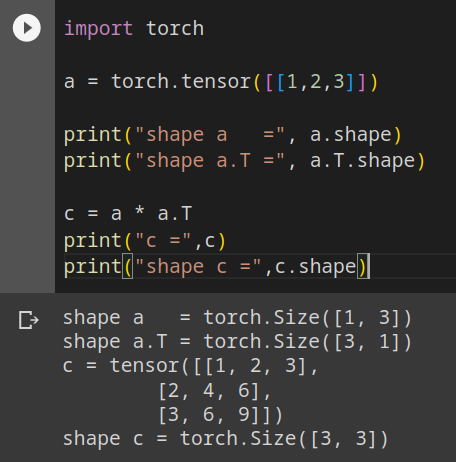 import torch
a = torch.tensor([[1,2,3]])
print("shape a   =", a.shape)
print("shape a.T =", a.T.shape)
c = a * a.T
print("c =",c)
print("shape c =",c.shape)
shape a   = torch.Size([1, 3])
shape a.T = torch.Size([3, 1])
c = tensor([[1, 2, 3],
        [2, 4, 6],
        [3, 6, 9]])
shape c = torch.Size([3, 3])